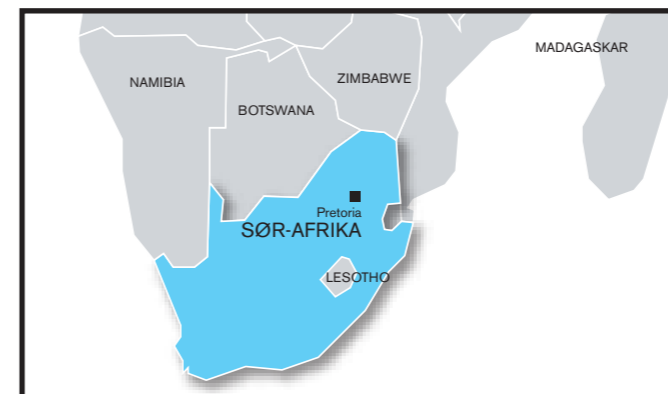 MADAGASKAR
NAMIBIA
ZIMBABWE
BOTSWANA
Pretoria
SØR-AFRIKA
LESOTHO